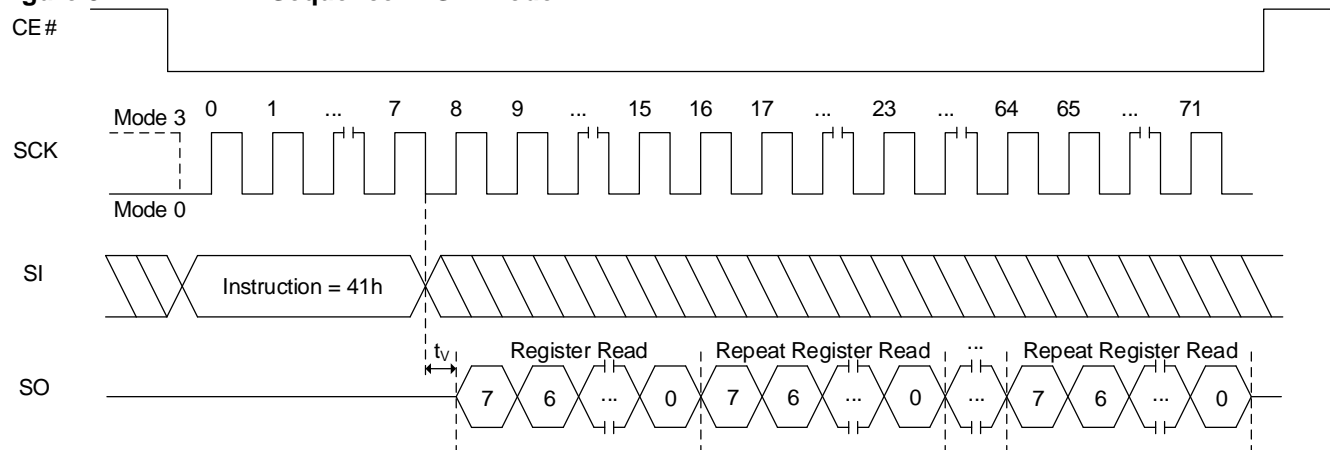 CE#
0 1 ... 7 8 9 ... 15 16 17 ... 23 ... 64 65 ... 71
Mode 3
SCK
Mode 0
SI
Instruction = 41h
tV
Register Read
Repeat Register Read
...
Repeat Register Read
SO
7 6 ... 0 7 6 ... 0 ... 7 6 ... 0